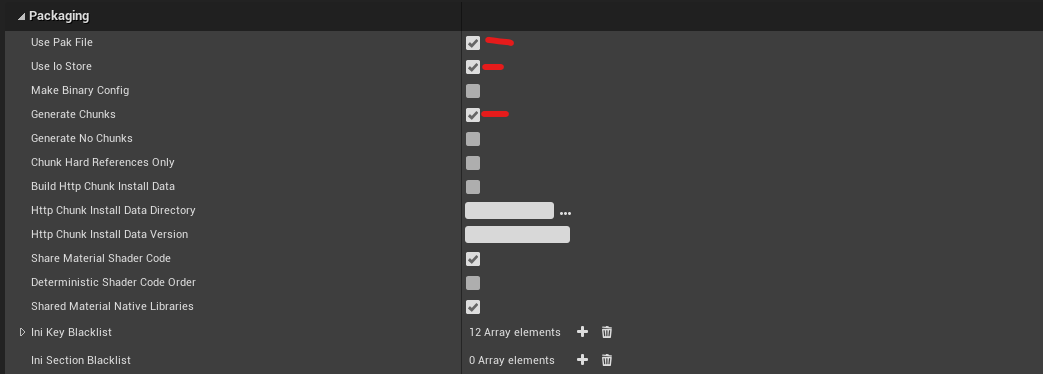 Packaging
Use Pak File
Use Io Store
Make Binary Config
Generate Chunks
Generate No Chunks
Chunk Hard References Only
Build Http Chunk Install Data
Http Chunk Install Data Directory ...
Http Chunk Install Data Version
Share Material Shader Code
Deterministic Shader Code Order
Shared Material Native Libraries
Ini Key Blacklist 12 Array elements
Ini Section Blacklist 0 Array elements